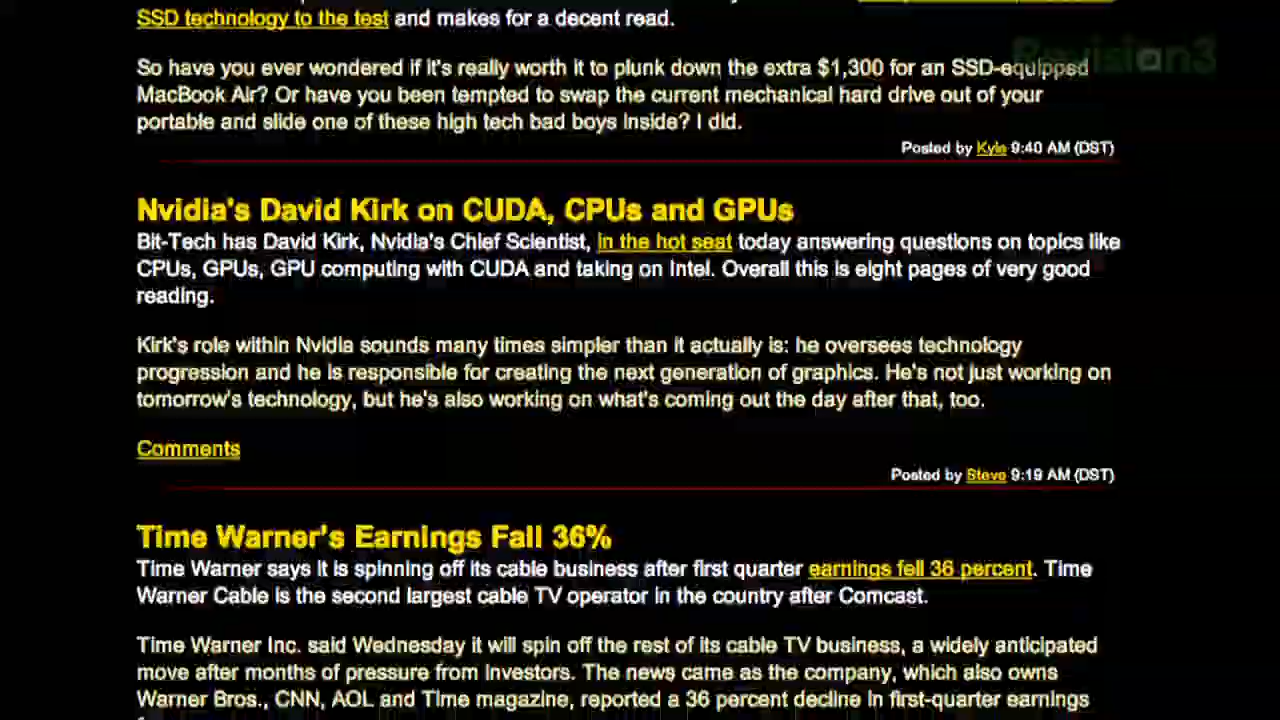 SSD technology to the test and makes for a decent read.
Revision3
So have you ever wondered if it's really worth it to plunk down the extra $1,300 for an SSD-equipped
MacBook Air? Or have you been tempted to swap the current mechanical hard drive out of your
portable and slide one of these high tech bad boys inside? I did.
Posted by Kyle 9:40 AM (DST)
Nvidia's David Kirk on CUDA, CPUs and GPUs
Bit-Tech has David Kirk, Nvidia's Chief Scientist, in the hot seat today answering questions on topics like
CPUs, GPUs, GPU computing with CUDA and taking on Intel. Overall this is eight pages of very good
reading.
Kirk's role within Nvidia sounds many times simpler than it actually is: he oversees technology
progression and he is responsible for creating the next generation of graphics. He's not just working on
tomorrow's technology, but he's also working on what's coming out the day after that, too.
Comments
Posted by Steve 9:19 AM (DST)
Time Warner's Earnings Fall 36%
Time Warner says it is spinning off its cable business after first quarter earnings fell 36 percent. Time
Warner Cable is the second largest cable TV operator in the country after Comcast.
Time Warner Inc. said Wednesday it will spin off the rest of its cable TV business, a widely anticipated
move after months of pressure from investors. The news came as the company, which also owns
Warner Bros., CNN, AOL and Time magazine, reported a 36 percent decline in first-quarter earnings